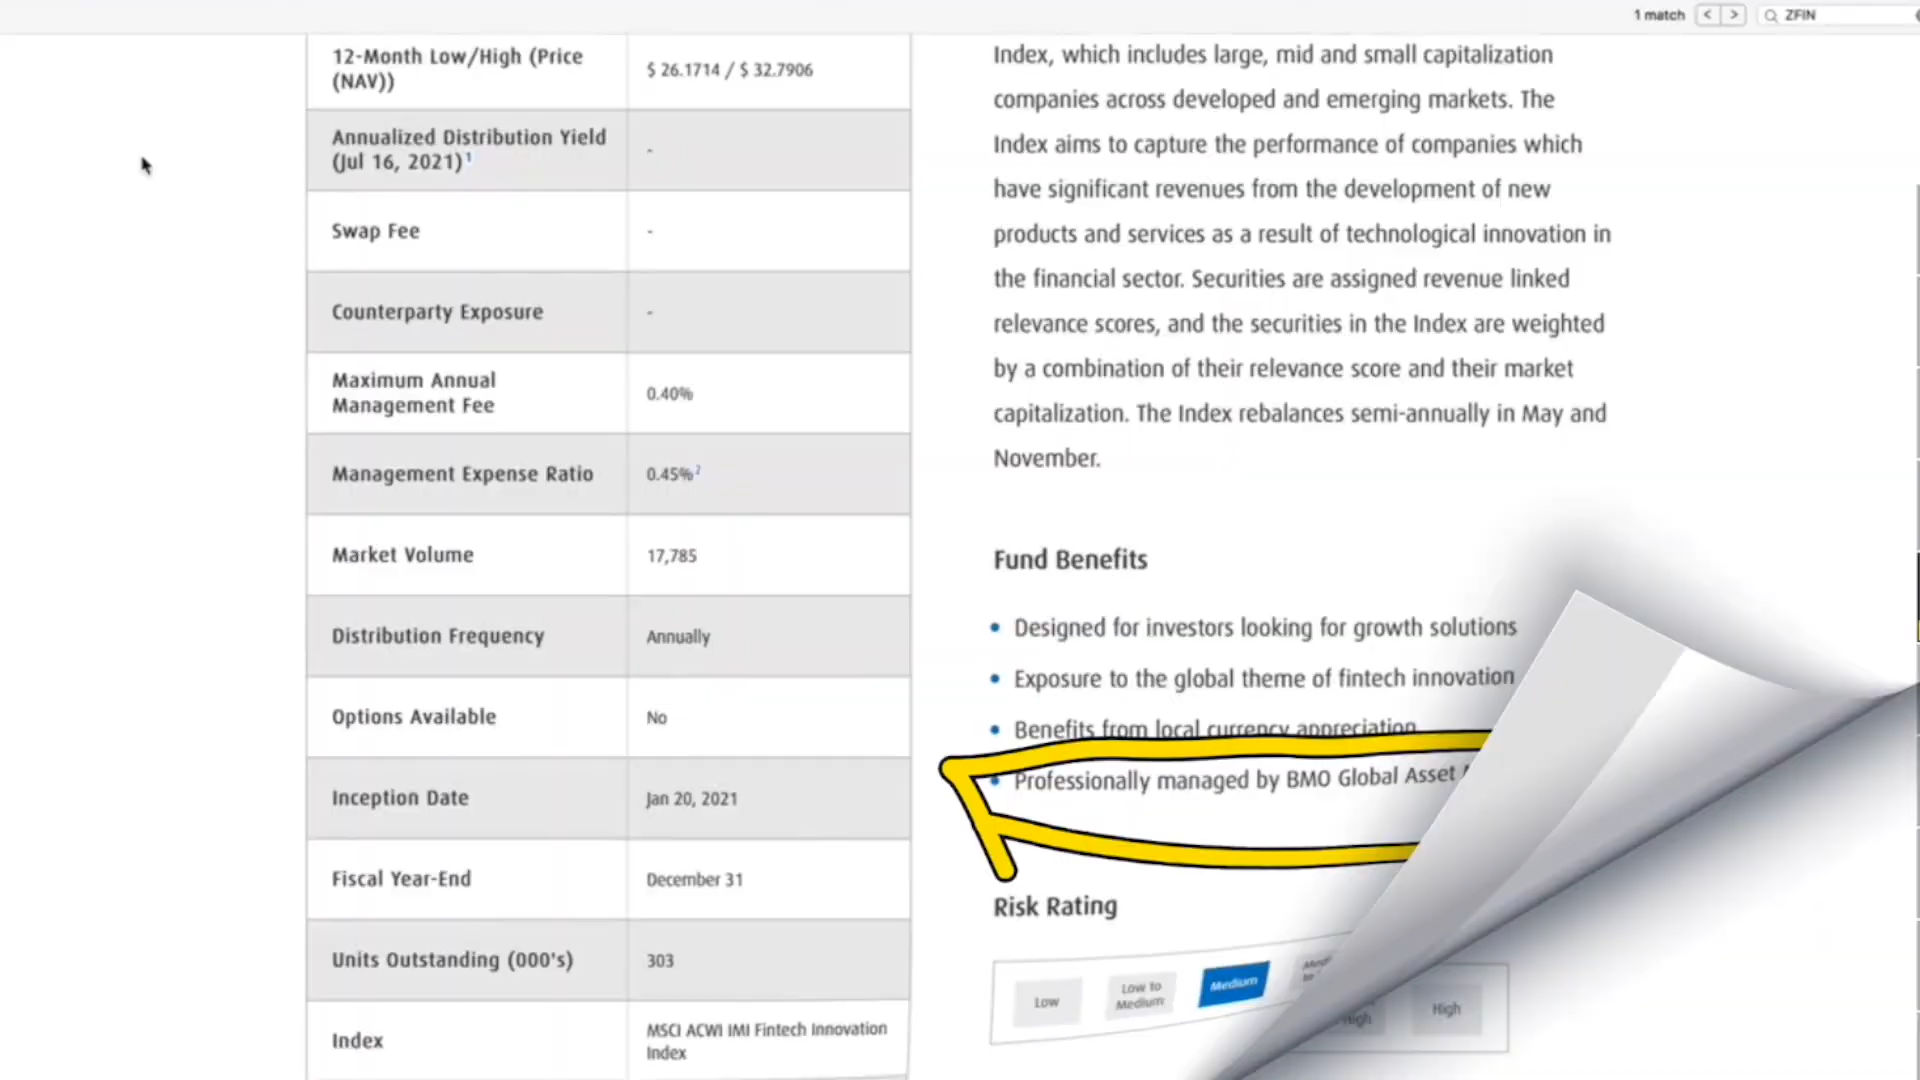 1 match
ZFIN
12-Month Low/High (Price
(NAV))
$ 26.1714 / $ 32.7906
Annualized Distribution Yield
(Jul 16, 2021)1
-
Swap Fee
-
Counterparty Exposure
-
Maximum Annual
Management Fee
0.40%
Management Expense Ratio
0.45%2
Market Volume
17,785
Distribution Frequency
Annually
Options Available
No
Inception Date
Jan 20, 2021
Fiscal Year-End
December 31
Units Outstanding (000's)
303
Index
MSCI ACWI IMI Fintech Innovation
Index
Index, which includes large, mid and small capitalization
companies across developed and emerging markets. The
Index aims to capture the performance of companies which
have significant revenues from the development of new
products and services as a result of technological innovation in
the financial sector. Securities are assigned revenue linked
relevance scores, and the securities in the Index are weighted
by a combination of their relevance score and their market
capitalization. The Index rebalances semi-annually in May and
November.
Fund Benefits
• Designed for investors looking for growth solutions
• Exposure to the global theme of fintech innovation
• Benefits from local currency appreciation
• Professionally managed by BMO Global Asset
Risk Rating
Low
Low to
Medium
Medium
to
High
High